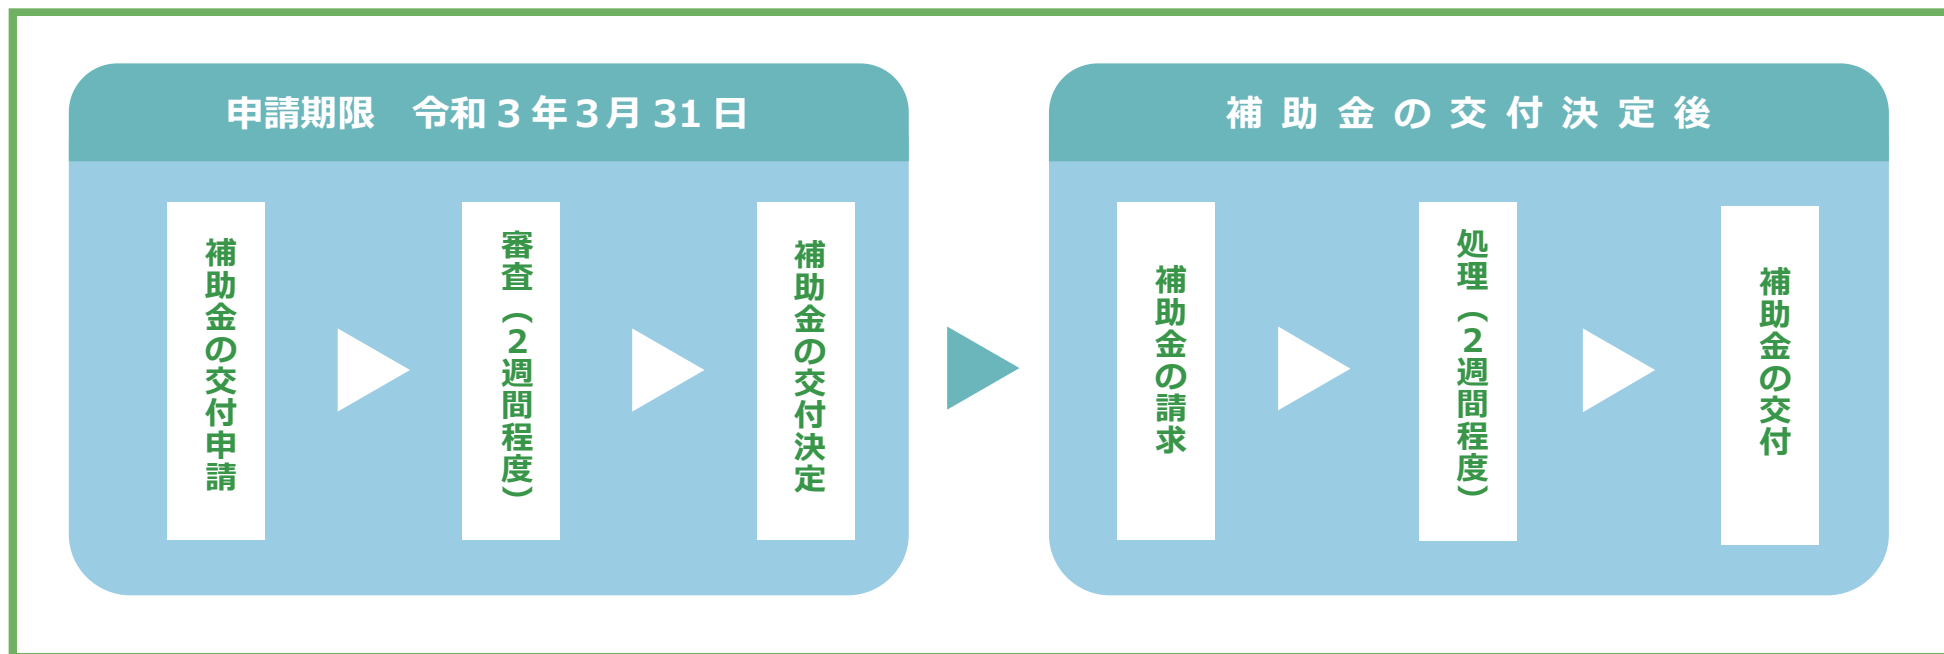 申請期限　令和３年３月 31 日
補助金の交付申請
審査（２週間程度）
補助金の交付決定
補助金の交付決定後
補助金の請求
処理（２週間程度）
補助金の交付